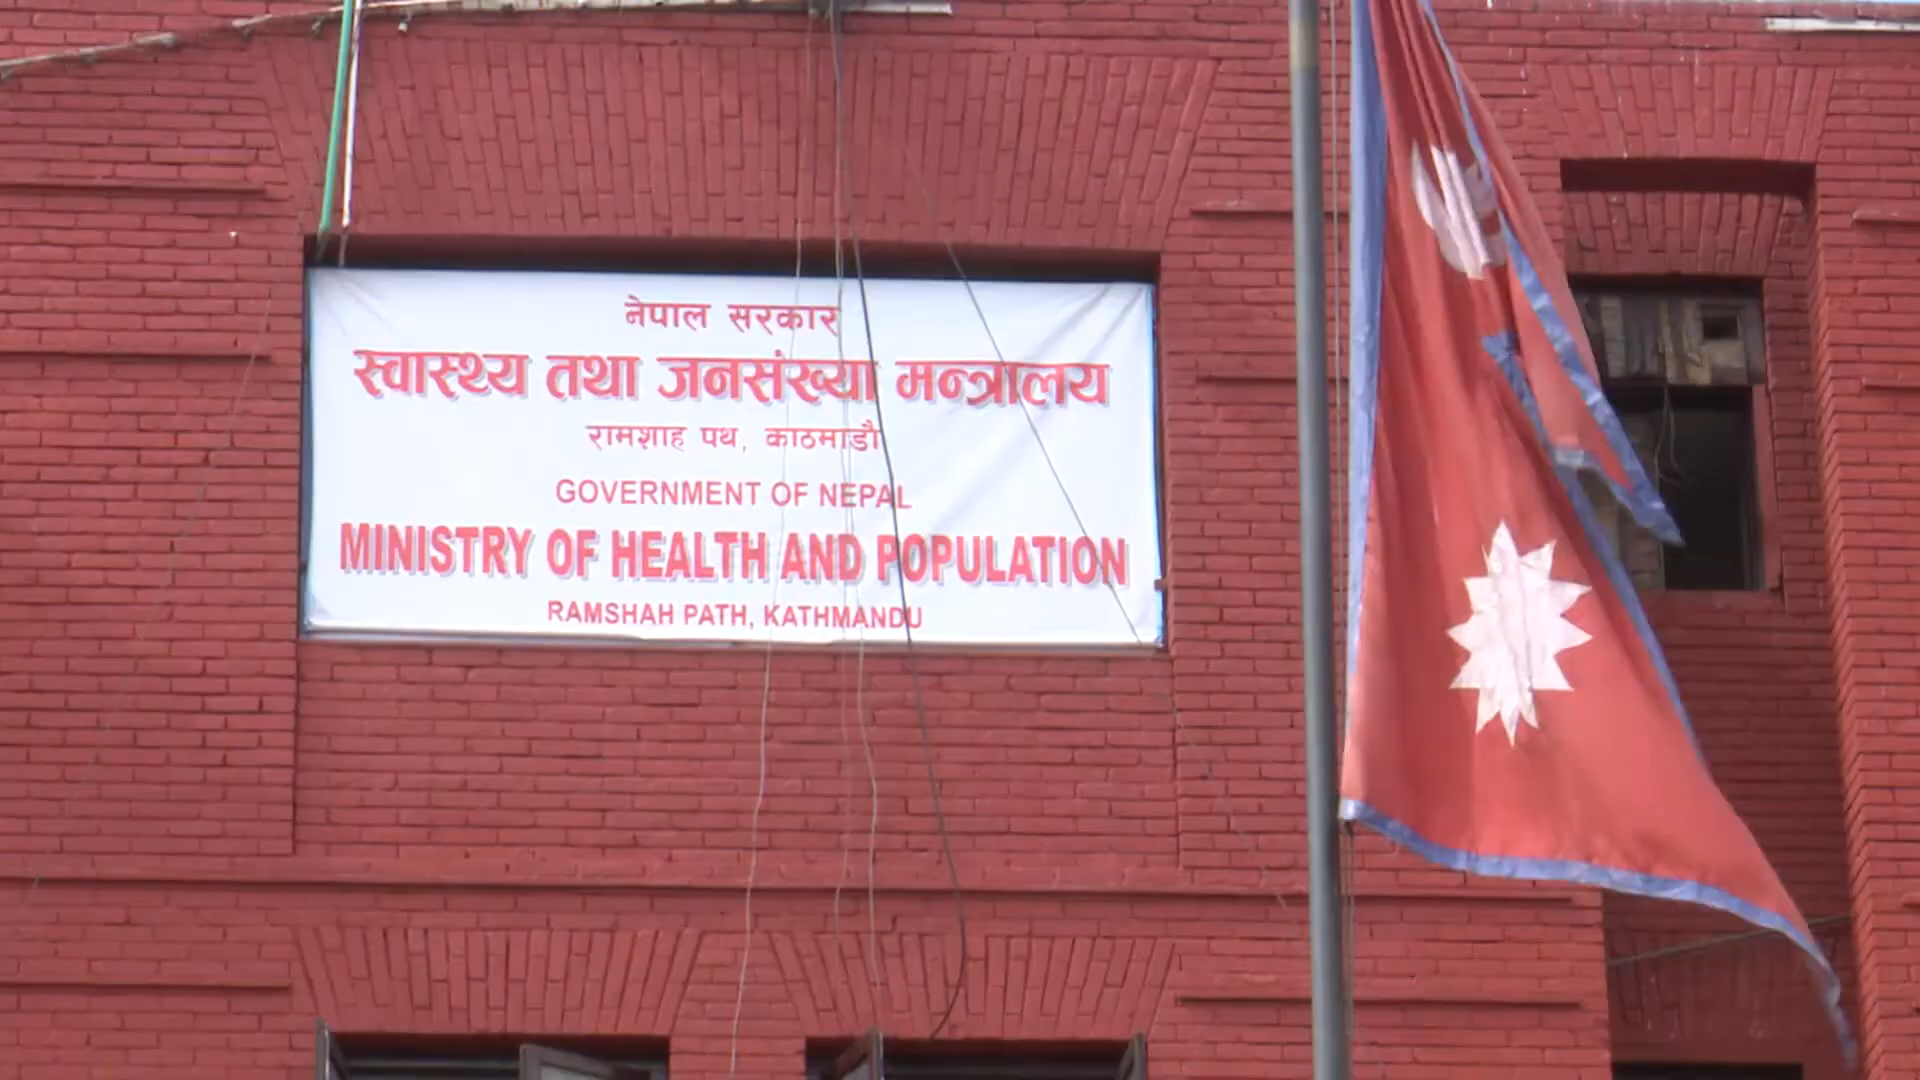 नेपाल सरकार
स्वास्थ्य तथा जनसंख्या मन्त्रालय
रामशाह पथ, काठमाडौं
GOVERNMENT OF NEPAL
MINISTRY OF HEALTH AND POPULATION
RAMSHAH PATH, KATHMANDU